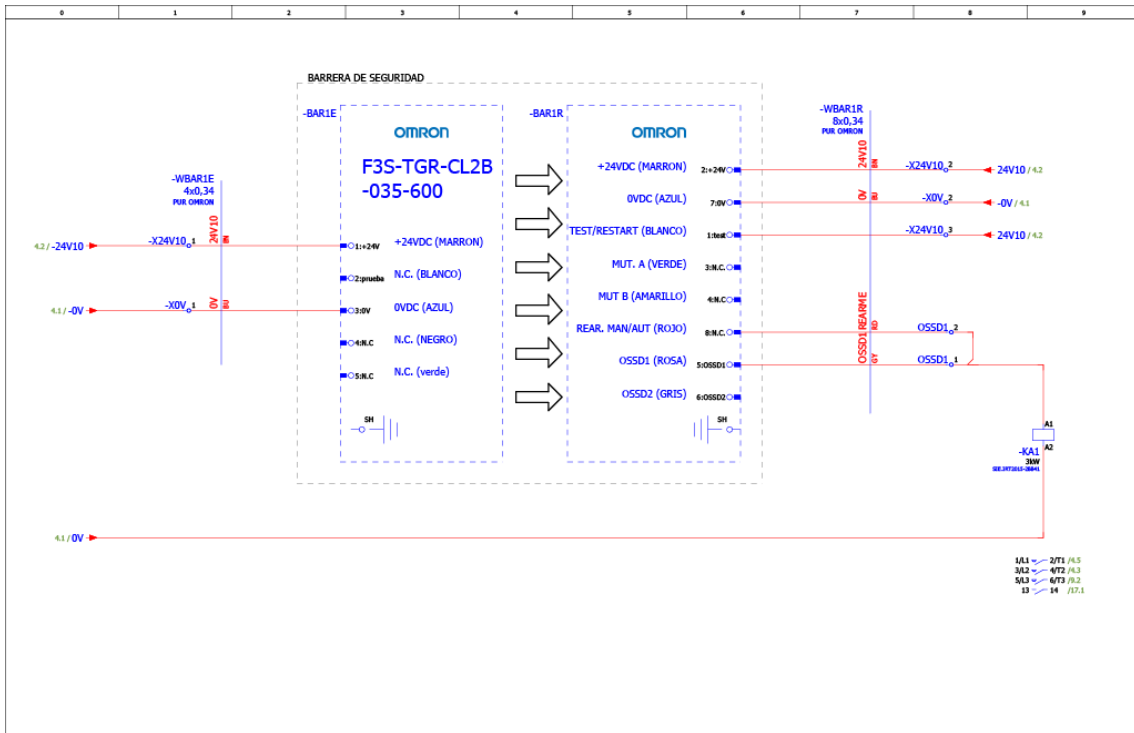 0 1 2 3 4 5 6 7 8 9
BARRERA DE SEGURIDAD
-BAR1E
OMRON
F3S-TGR-CL2B
-035-600
-BAR1R
OMRON
-WBAR1R
8x0,34
PUR OMRON
-WBAR1E
4x0,34
PUR OMRON
4.2 / -24V10
-X24V10 1
24V10
BN
1:+24V
+24VDC (MARRON)
2:prueba
N.C. (BLANCO)
4.1 / -0V
-X0V 1
0V
BU
3:0V
0VDC (AZUL)
4:N.C
N.C. (NEGRO)
5:N.C
N.C. (verde)
SH
+24VDC (MARRON)
2:+24V
24V10
BN
-X24V10 2
24V10 / 4.2
0VDC (AZUL)
7:0V
0V
BU
-X0V 2
-0V / 4.1
TEST/RESTART (BLANCO)
1:test
-X24V10 3
24V10 / 4.2
MUT. A (VERDE)
3:N.C.
MUT B (AMARILLO)
4:N.C
REAR. MAN/AUT (ROJO)
8:N.C.
OSSD1 REARME
RD
OSSD1 2
OSSD1 (ROSA)
5:OSSD1
GY
OSSD1 1
OSSD2 (GRIS)
6:OSSD2
SH
A1
A2
-KA1
3kW
4.1 / 0V
1/L1 2/T1 /4.5
3/L2 4/T2 /4.3
5/L3 6/T3 /9.2
13 14 /17.1